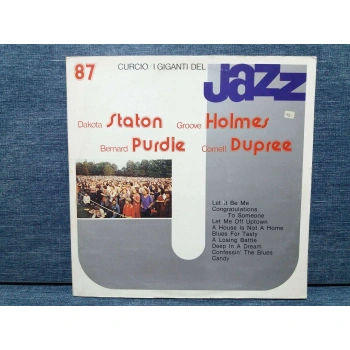 87 CURCIO/I GIGANTI DEL
jazz
Dakota Staton Groove Holmes
Bernard Purdie Cornell Dupree
Let it Be Me
Congratulations
To Someone
Let Me Off Uptown
A House Is Not A Home
Blues For Tasty
A Losing Battle
Deep In A Dream
Confessin' The Blues
Candy